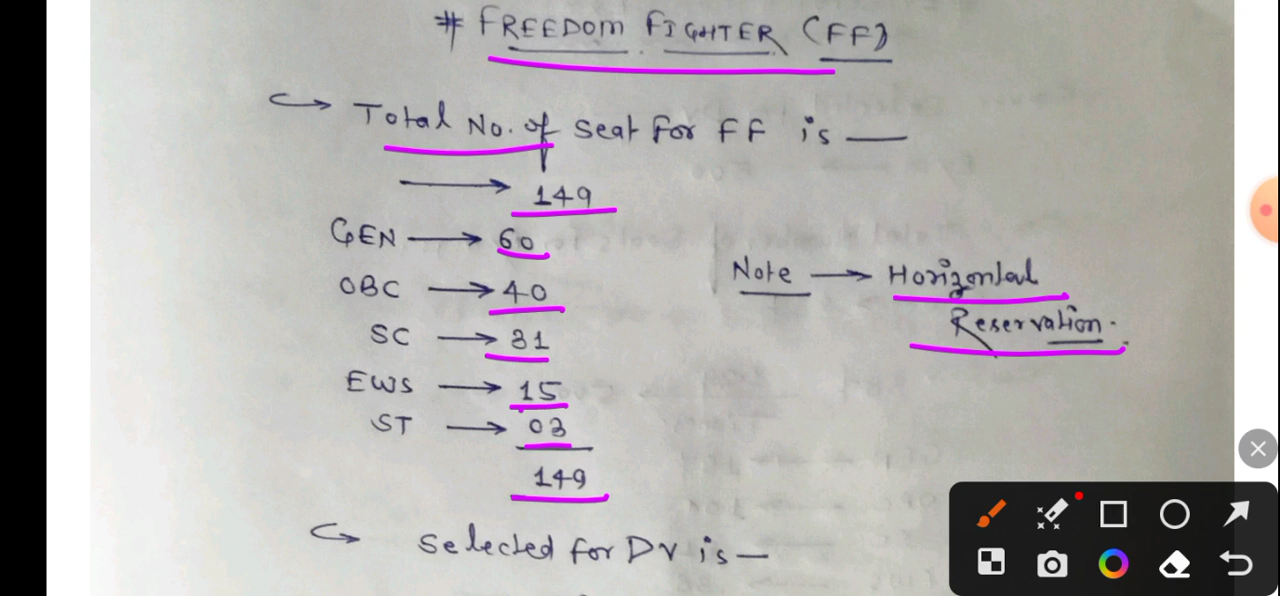 # FREEDOM FIGHTER (FF)
↪ Total No. of Seat For FF is —
→ 149
GEN → 60
OBC → 40
SC → 31
EWS → 15
ST → 03
149
Note → Horizontal
Reservation.
↪ Selected for DV is —